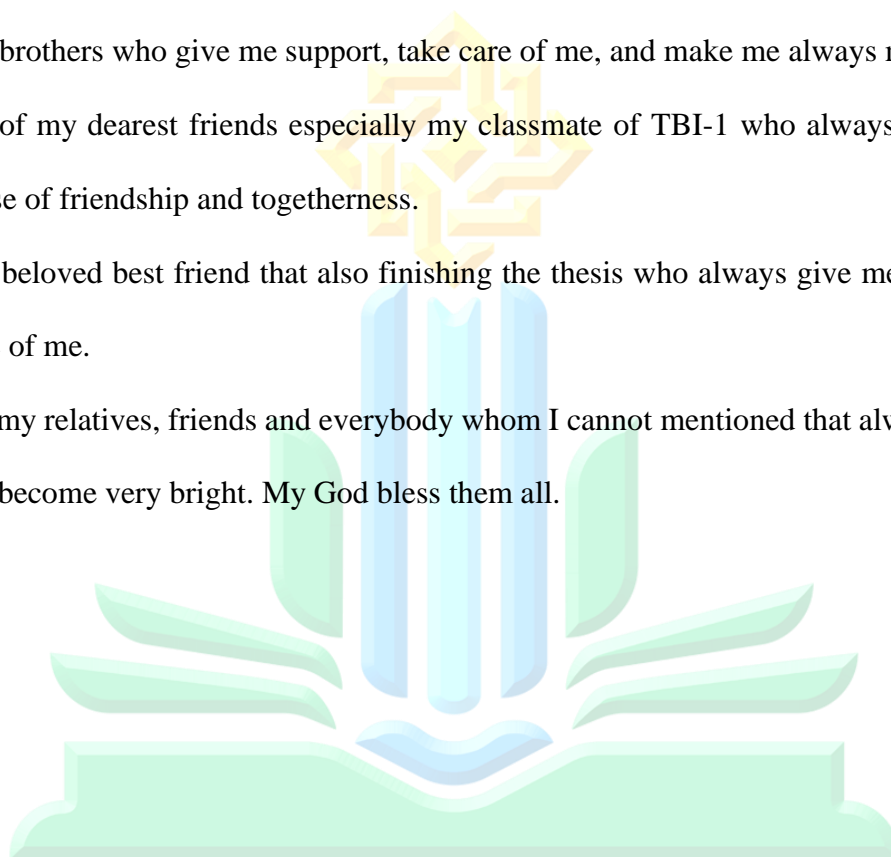 brothers who give me support, take care of me, and make me always
of my dearest friends especially my classmate of TBI-1 who always
of friendship and togetherness.
beloved best friend that also finishing the thesis who always give me
of me.
my relatives, friends and everybody whom I cannot mentioned that
become very bright. My God bless them all.